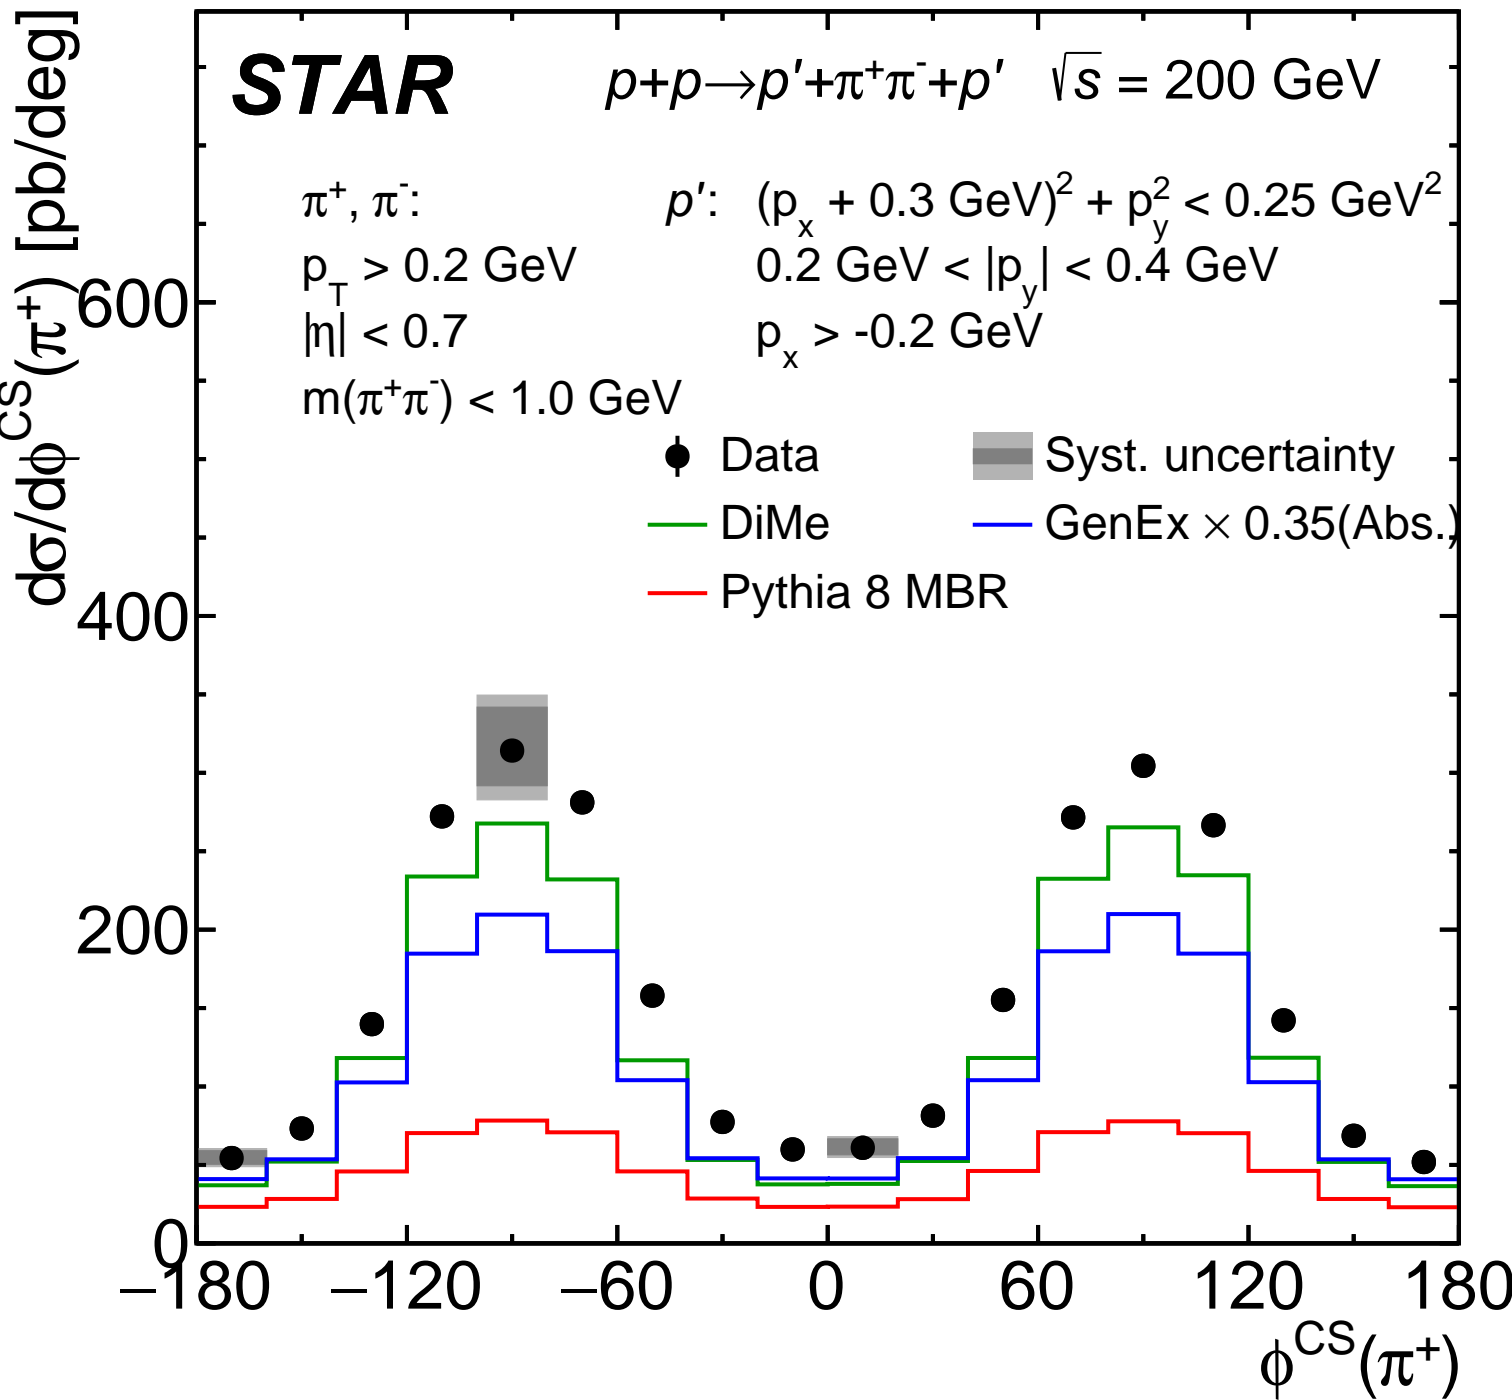 STAR p+p→p′+π⁺π⁻+p′ √s = 200 GeV
π⁺, π⁻: p′: (pₓ + 0.3 GeV)² + p_y² < 0.25 GeV²
p_T > 0.2 GeV 0.2 GeV < |p_y| < 0.4 GeV
|η| < 0.7 pₓ > -0.2 GeV
m(π⁺π⁻) < 1.0 GeV
Data Syst. uncertainty
DiMe GenEx × 0.35(Abs.)
Pythia 8 MBR
dσ/dϕ^CS(π⁺) [pb/deg]
600
400
200
0
−180 −120 −60 0 60 120 180
ϕ^CS(π⁺)